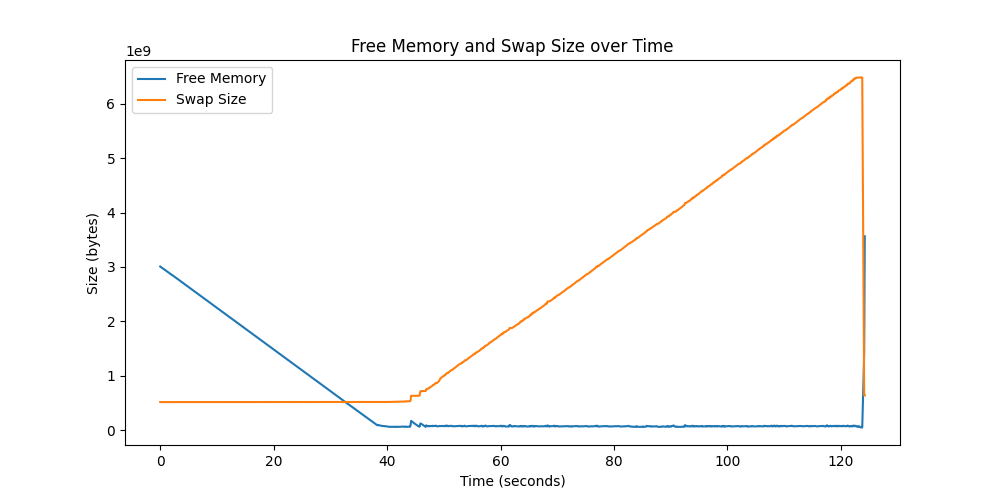 Free Memory and Swap Size over Time
1e9
Free Memory
Swap Size
6
5
4
3
2
1
0
Size (bytes)
0 20 40 60 80 100 120
Time (seconds)